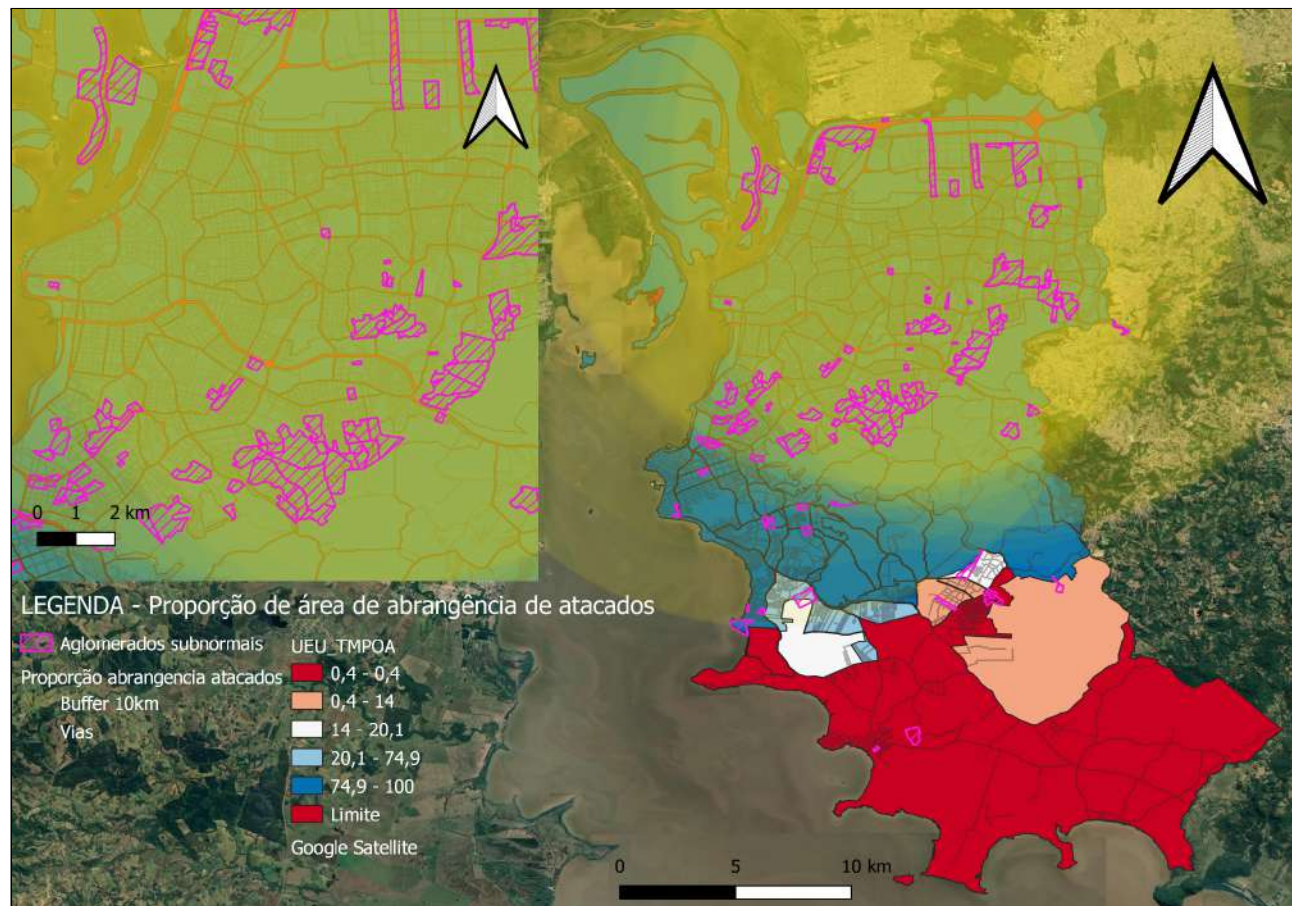 0 1 2 km
LEGENDA - Proporção de área de abrangência de atacados
Aglomerados subnormais
Proporção abrangencia atacados
Buffer 10km
Vias
UEU_TMPOA
0,4 - 0,4
0,4 - 14
14 - 20,1
20,1 - 74,9
74,9 - 100
Limite
Google Satellite
0 5 10 km